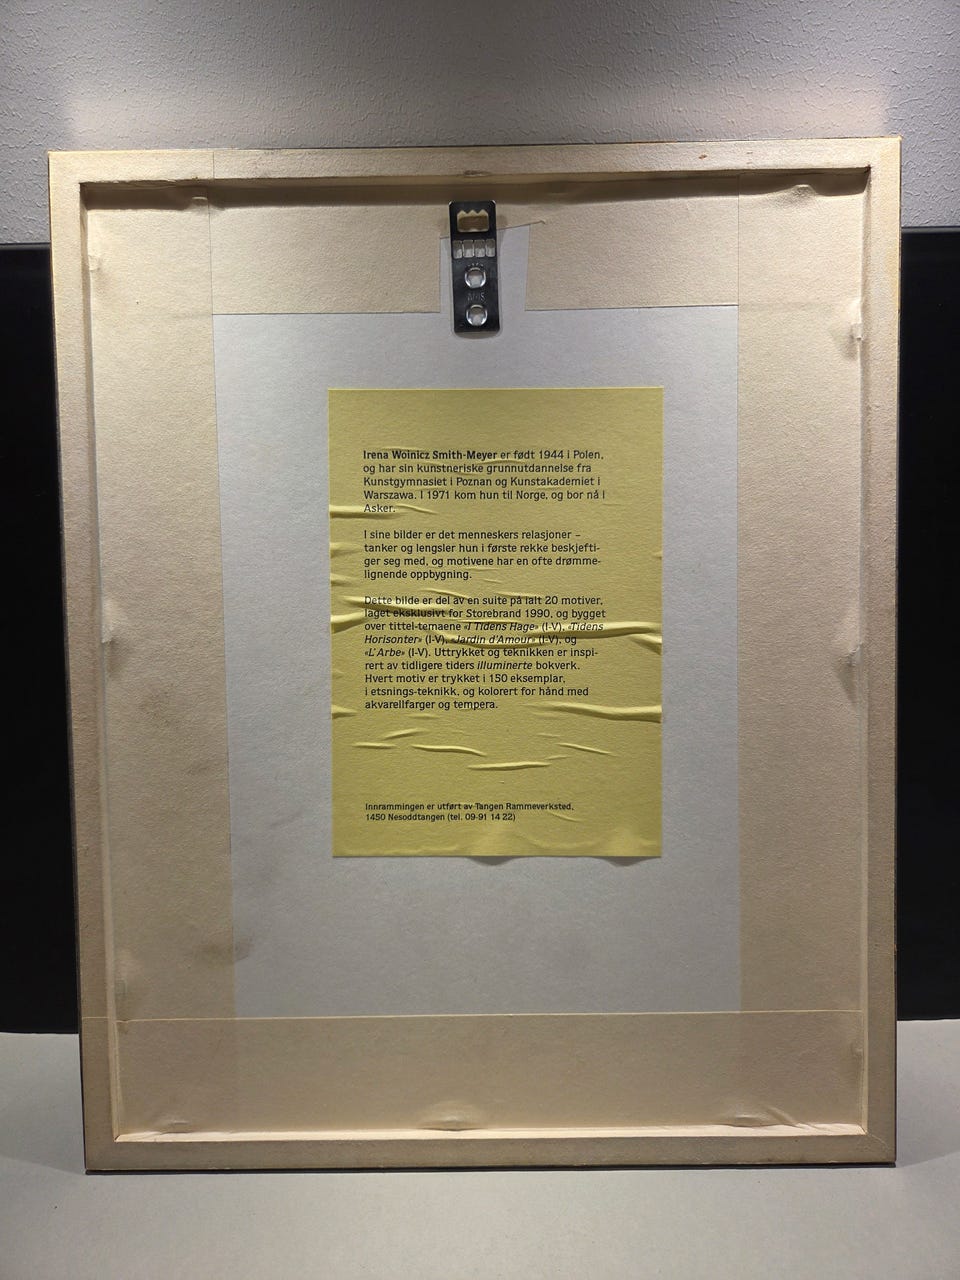 Irena Woinicz Smith-Meyer er født 1944 i Polen,
og har sin kunstneriske grunnutdannelse fra
Kunstgymnasiet i Poznan og Kunstakademiet i
Warszawa. I 1971 kom hun til Norge, og bor nå i
Asker.
I sine bilder er det menneskers relasjoner –
tanker og lengsler hun i første rekke beskjefti-
ger seg med, og motivene har en ofte drømme-
lignende oppbygning.
Dette bilde er del av en suite på ialt 20 motiver,
laget eksklusivt for Storebrand 1990, og bygget
over tittel-temaene «I Tidens Hage» (I-V), «Tidens
Horisonter» (I-V), «Jardin d'Amour» (I-V), og
«L'Arbe» (I-V). Uttrykket og teknikken er inspi-
rert av tidligere tiders illuminerte bokverk.
Hvert motiv er trykket i 150 eksemplar,
i etsnings-teknikk, og kolorert for hånd med
akvarellfarger og tempera.
Innrammingen er utført av Tangen Rammeverksted,
1450 Nesoddtangen (tel. 09-91 14 22)